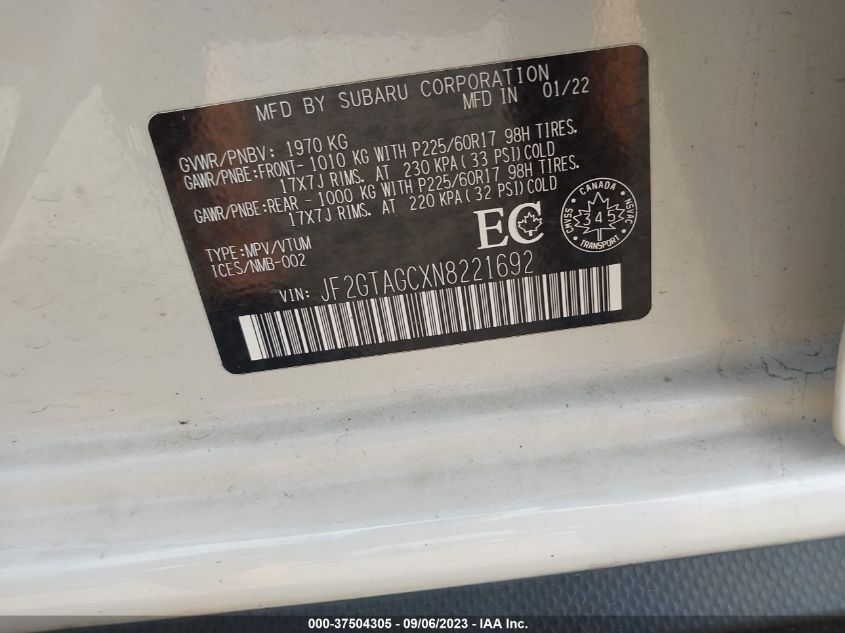 MFD BY SUBARU CORPORATION
MFD IN 01/22
GVWR/PNBV: 1970 KG
GAWR/PNBE:FRONT- 1010 KG WITH P225/60R17 98H TIRES.
17X7J RIMS. AT 230 KPA(33 PSI)COLD
GAWR/PNBE:REAR - 1000 KG WITH P225/60R17 98H TIRES.
17X7J RIMS. AT 220 KPA(32 PSI)COLD
TYPE:MPV/VTUM
ICES/NMB-002
EC
CANADA
CMVSS 345 NSVAC
TRANSPORT
VIN: JF2GTAGCXN8221692
000-37504305 - 09/06/2023 - IAA Inc.